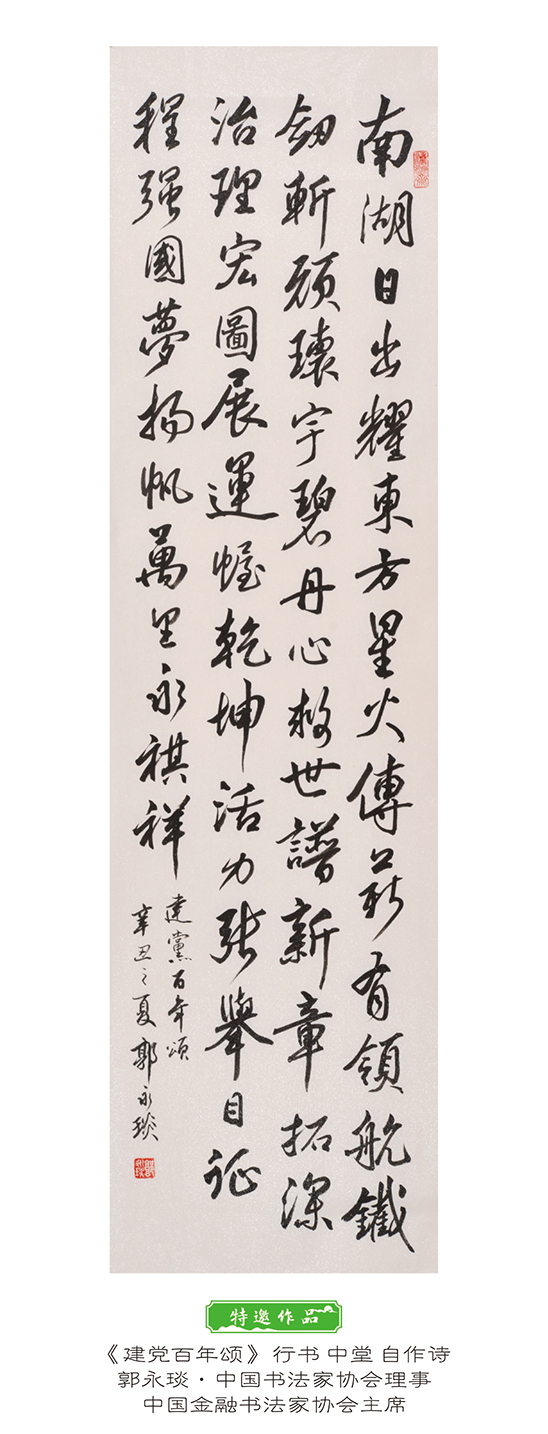 南湖日出耀東方星火傳薪有領航鐵
劒斬頑瓌宇碧丹心救世譜新章拓深
治理宏圖展運幄乾坤活力張舉目征
程强國夢揚帆萬里永祺祥
建黨百年頌
辛丑之夏郭永琰
特邀作品
《建党百年颂》行书 中堂 自作诗
郭永琰·中国书法家协会理事
中国金融书法家协会主席